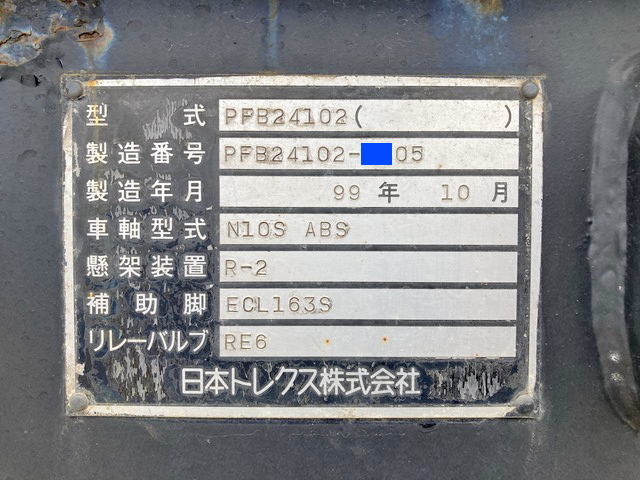 型式 PFB24102( )
製造番号 PFB24102- 05
製造年月 99年 10月
車軸型式 N10S ABS
懸架装置 R-2
補助脚 ECL163S
リレーバルブ RE6
日本トレクス株式会社